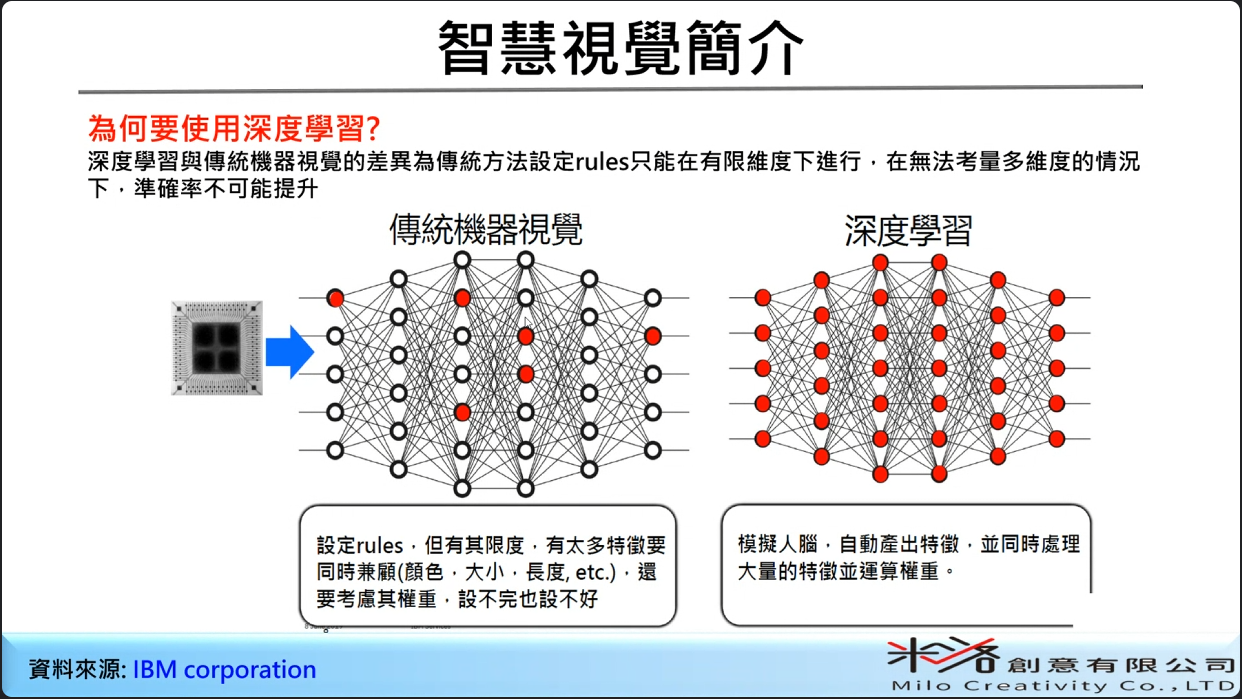 智慧視覺簡介
為何要使用深度學習?
深度學習與傳統機器視覺的差異為傳統方法設定rules只能在有限維度下進行，在無法考量多維度的情況
下，準確率不可能提升
傳統機器視覺
深度學習
設定rules，但有其限度，有太多特徵要
同時兼顧(顏色，大小，長度, etc.)，還
要考慮其權重，設不完也設不好
模擬人腦，自動產出特徵，並同時處理
大量的特徵並運算權重。
資料來源: IBM corporation
米洛創意有限公司
Milo Creativity Co.,LTD